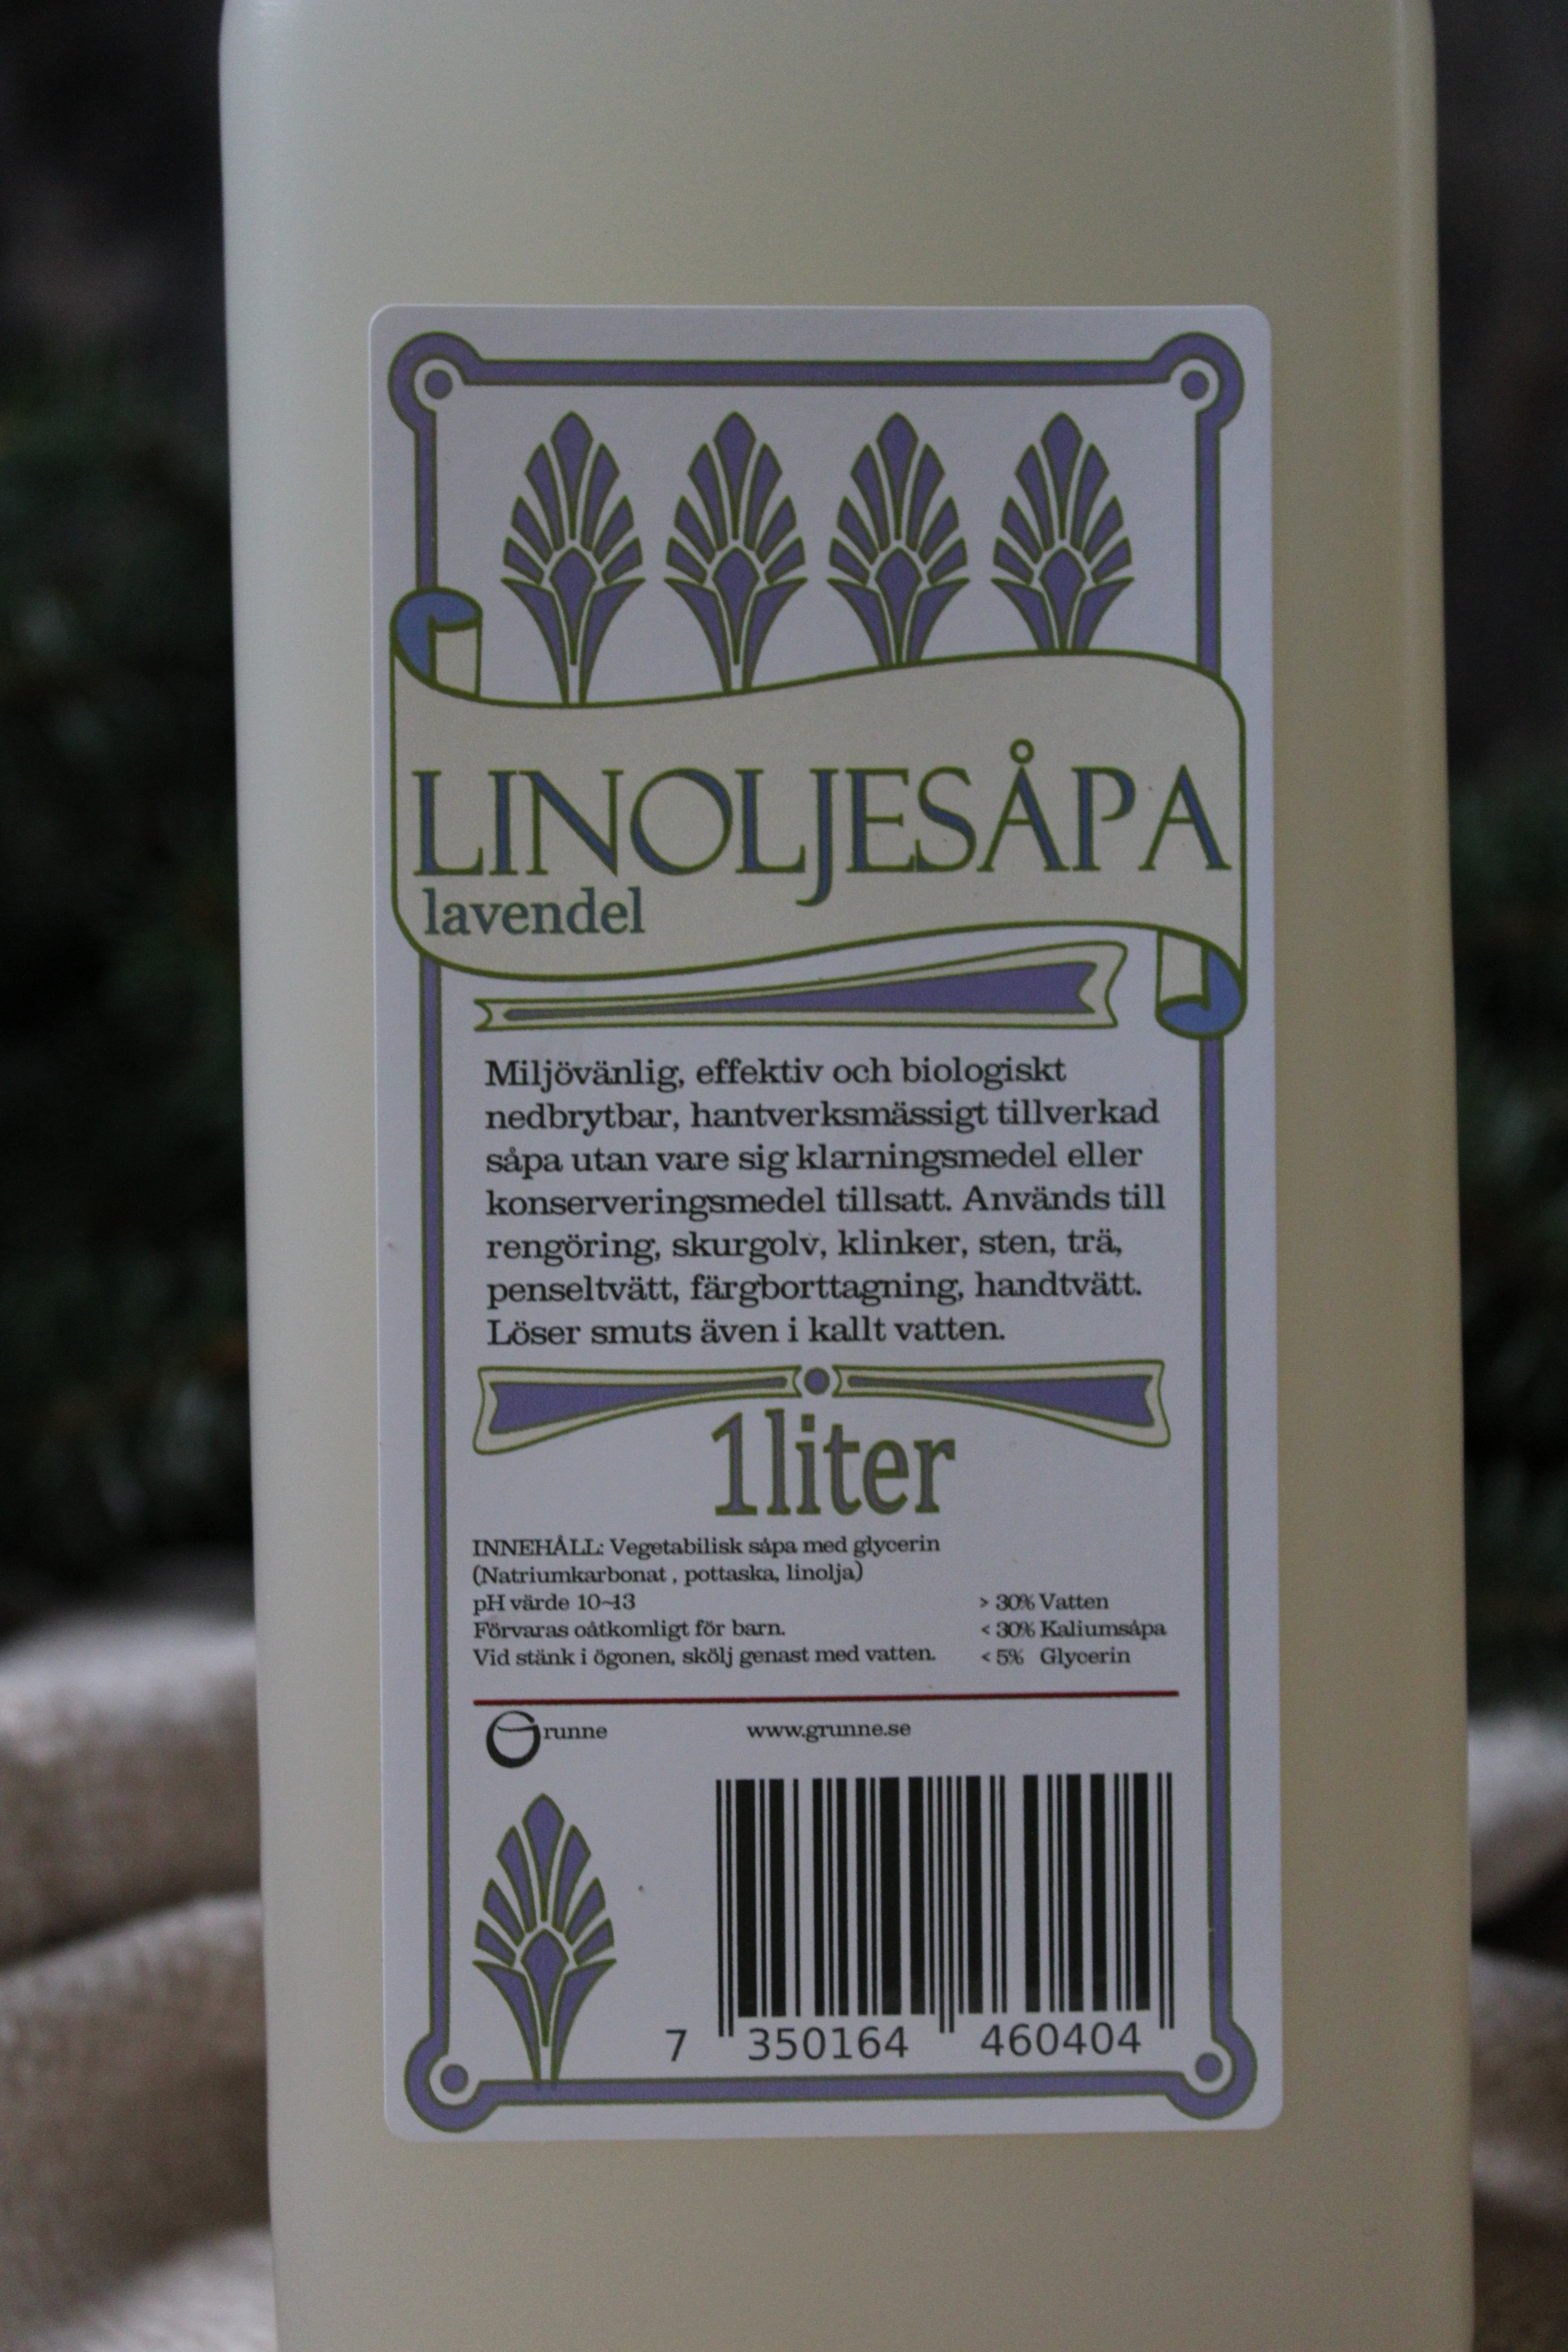 LINOLJESÅPA
lavendel
Miljövänlig, effektiv och biologiskt
nedbrytbar, hantverksmässigt tillverkad
såpa utan vare sig klarningsmedel eller
konserveringsmedel tillsatt. Används till
rengöring, skurgolv, klinker, sten, trä,
penseltvätt, färgborttagning, handtvätt.
Löser smuts även i kallt vatten.
1liter
INNEHÅLL: Vegetabilisk såpa med glycerin
(Natriumkarbonat , pottaska, linolja)
pH värde 10-13
Förvaras oåtkomligt för barn.
Vid stänk i ögonen, skölj genast med vatten.
> 30% Vatten
< 30% Kaliumsåpa
< 5% Glycerin
Grunne
www.grunne.se
7 350164 460404